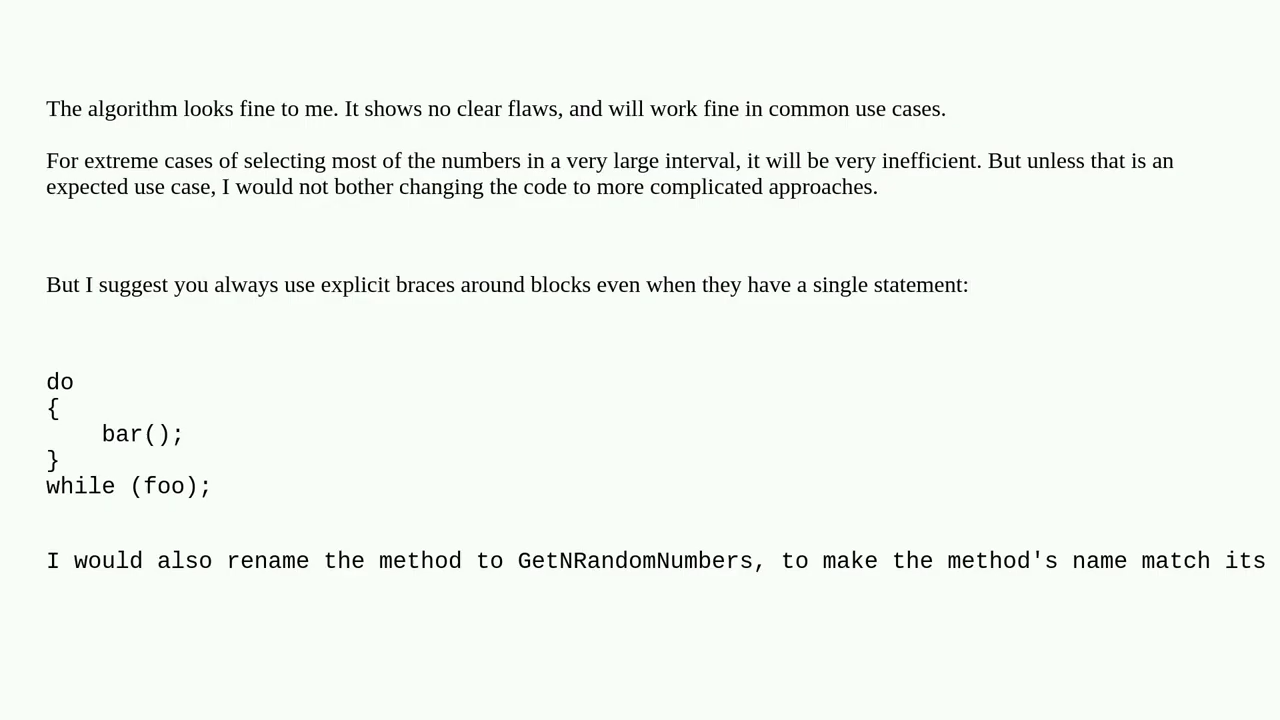 The algorithm looks fine to me. It shows no clear flaws, and will work fine in common use cases.
For extreme cases of selecting most of the numbers in a very large interval, it will be very inefficient. But unless that is an
expected use case, I would not bother changing the code to more complicated approaches.
But I suggest you always use explicit braces around blocks even when they have a single statement:
do
{
    bar();
}
while (foo);
I would also rename the method to GetNRandomNumbers, to make the method's name match its